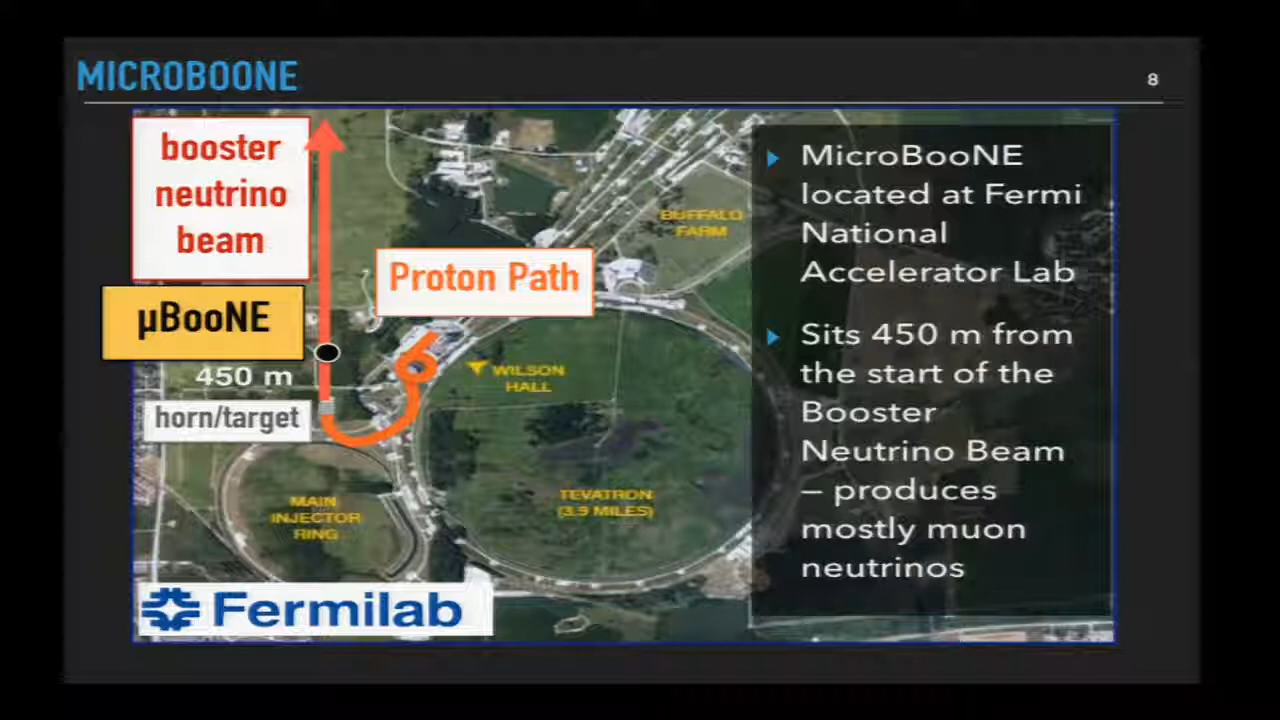 MICROBOONE
8
booster
neutrino
beam
µBooNE
450 m
horn/target
Proton Path
BUFFALO
FARM
WILSON
HALL
TEVATRON
(3.9 MILES)
MAIN
INJECTOR
RING
Fermilab
MicroBooNE
located at Fermi
National
Accelerator Lab
Sits 450 m from
the start of the
Booster
Neutrino Beam
— produces
mostly muon
neutrinos